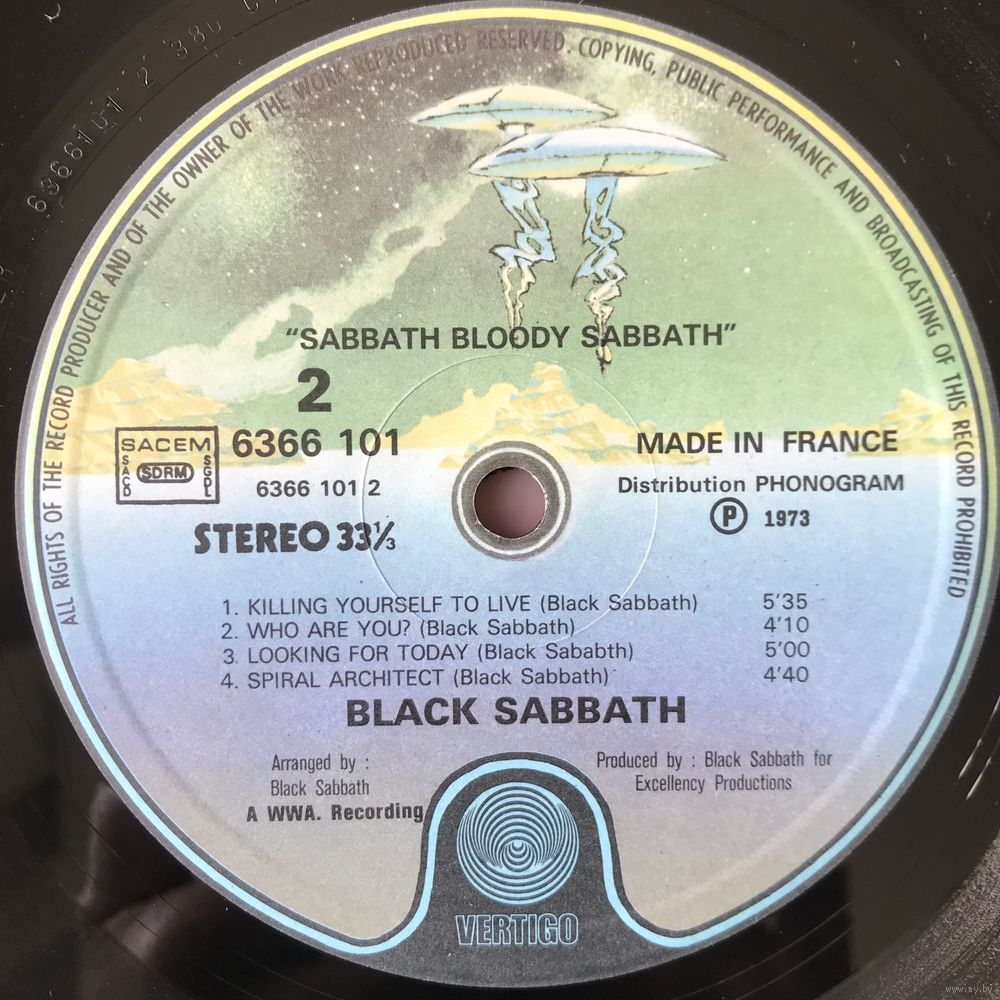 ALL RIGHTS OF THE RECORD PRODUCER AND OF THE OWNER OF THE WORK REPRODUCED RESERVED. COPYING, PUBLIC PERFORMANCE AND BROADCASTING OF THIS RECORD PROHIBITED
"SABBATH BLOODY SABBATH"
2
SACEM
SACD
SDRM
SGDL
6366 101
MADE IN FRANCE
6366 101 2
Distribution PHONOGRAM
STEREO 33⅓
Ⓟ 1973
1. KILLING YOURSELF TO LIVE (Black Sabbath) 5'35
2. WHO ARE YOU? (Black Sabbath) 4'10
3. LOOKING FOR TODAY (Black Sababth) 5'00
4. SPIRAL ARCHITECT (Black Sabbath) 4'40
BLACK SABBATH
Arranged by :
Black Sabbath
A WWA. Recording
Produced by : Black Sabbath for
Excellency Productions
VERTIGO
www.ay.by